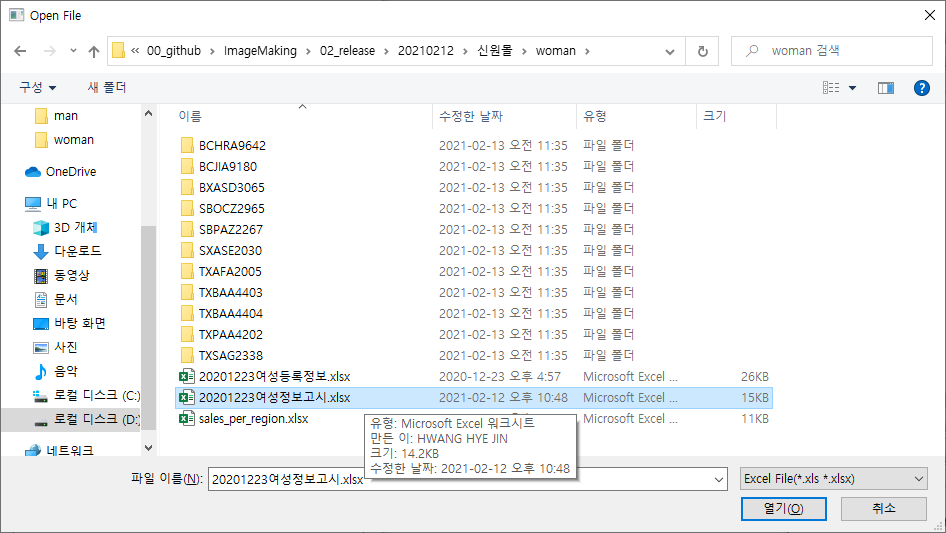 Open File
« 00_github › ImageMaking › 02_release › 20210212 › 신원몰 › woman ›
woman 검색
구성
새 폴더
man
woman
OneDrive
내 PC
3D 개체
다운로드
동영상
문서
바탕 화면
사진
음악
로컬 디스크 (C:)
로컬 디스크 (D:)
네트워크
이름 수정한 날짜 유형 크기
BCHRA9642 2021-02-13 오전 11:35 파일 폴더
BCJIA9180 2021-02-13 오전 11:35 파일 폴더
BXASD3065 2021-02-13 오전 11:35 파일 폴더
SBOCZ2965 2021-02-13 오전 11:35 파일 폴더
SBPAZ2267 2021-02-13 오전 11:35 파일 폴더
SXASE2030 2021-02-13 오전 11:35 파일 폴더
TXAFA2005 2021-02-13 오전 11:35 파일 폴더
TXBAA4403 2021-02-13 오전 11:35 파일 폴더
TXBAA4404 2021-02-13 오전 11:35 파일 폴더
TXPAA4202 2021-02-13 오전 11:35 파일 폴더
TXSAG2338 2021-02-13 오전 11:35 파일 폴더
20201223여성등록정보.xlsx 2020-12-23 오후 4:57 Microsoft Excel ... 26KB
20201223여성정보고시.xlsx 2021-02-12 오후 10:48 Microsoft Excel ... 15KB
sales_per_region.xlsx Microsoft Excel ... 11KB
유형: Microsoft Excel 워크시트
만든 이: HWANG HYE JIN
크기: 14.2KB
수정한 날짜: 2021-02-12 오후 10:48
파일 이름(N): 20201223여성정보고시.xlsx
Excel File(*.xls *.xlsx)
열기(O)
취소